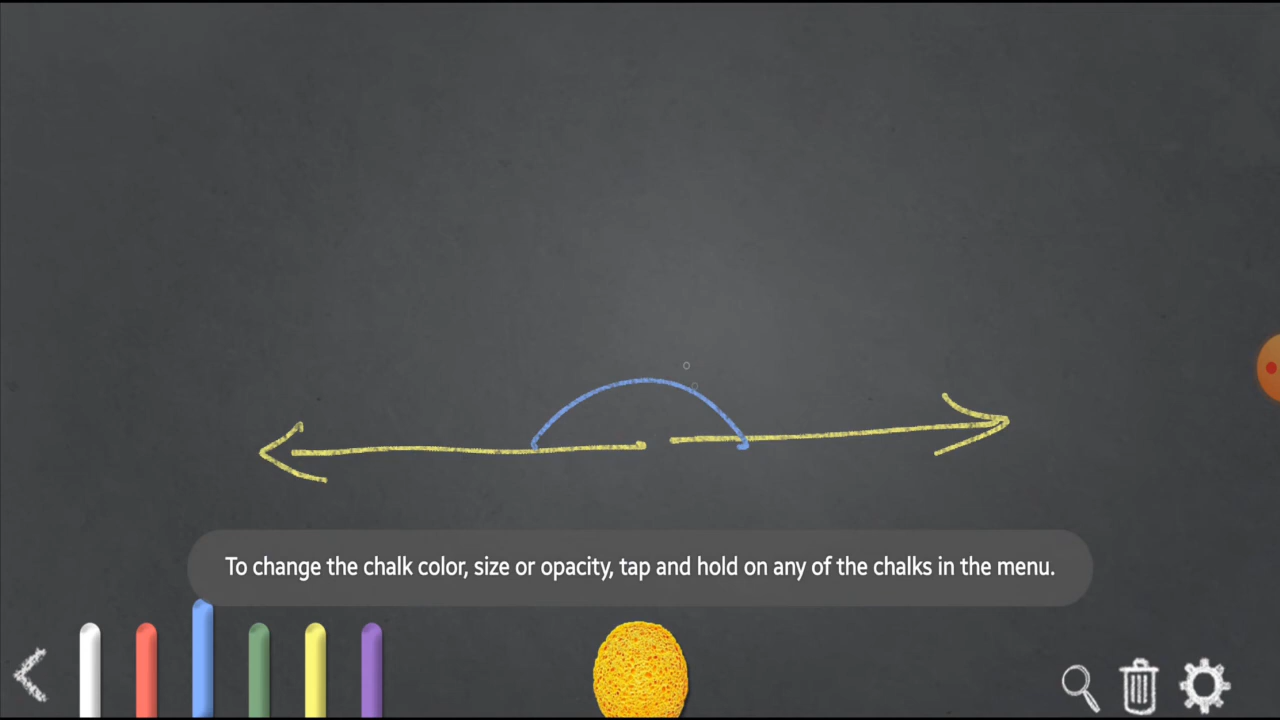 To change the chalk color, size or opacity, tap and hold on any of the chalks in the menu.